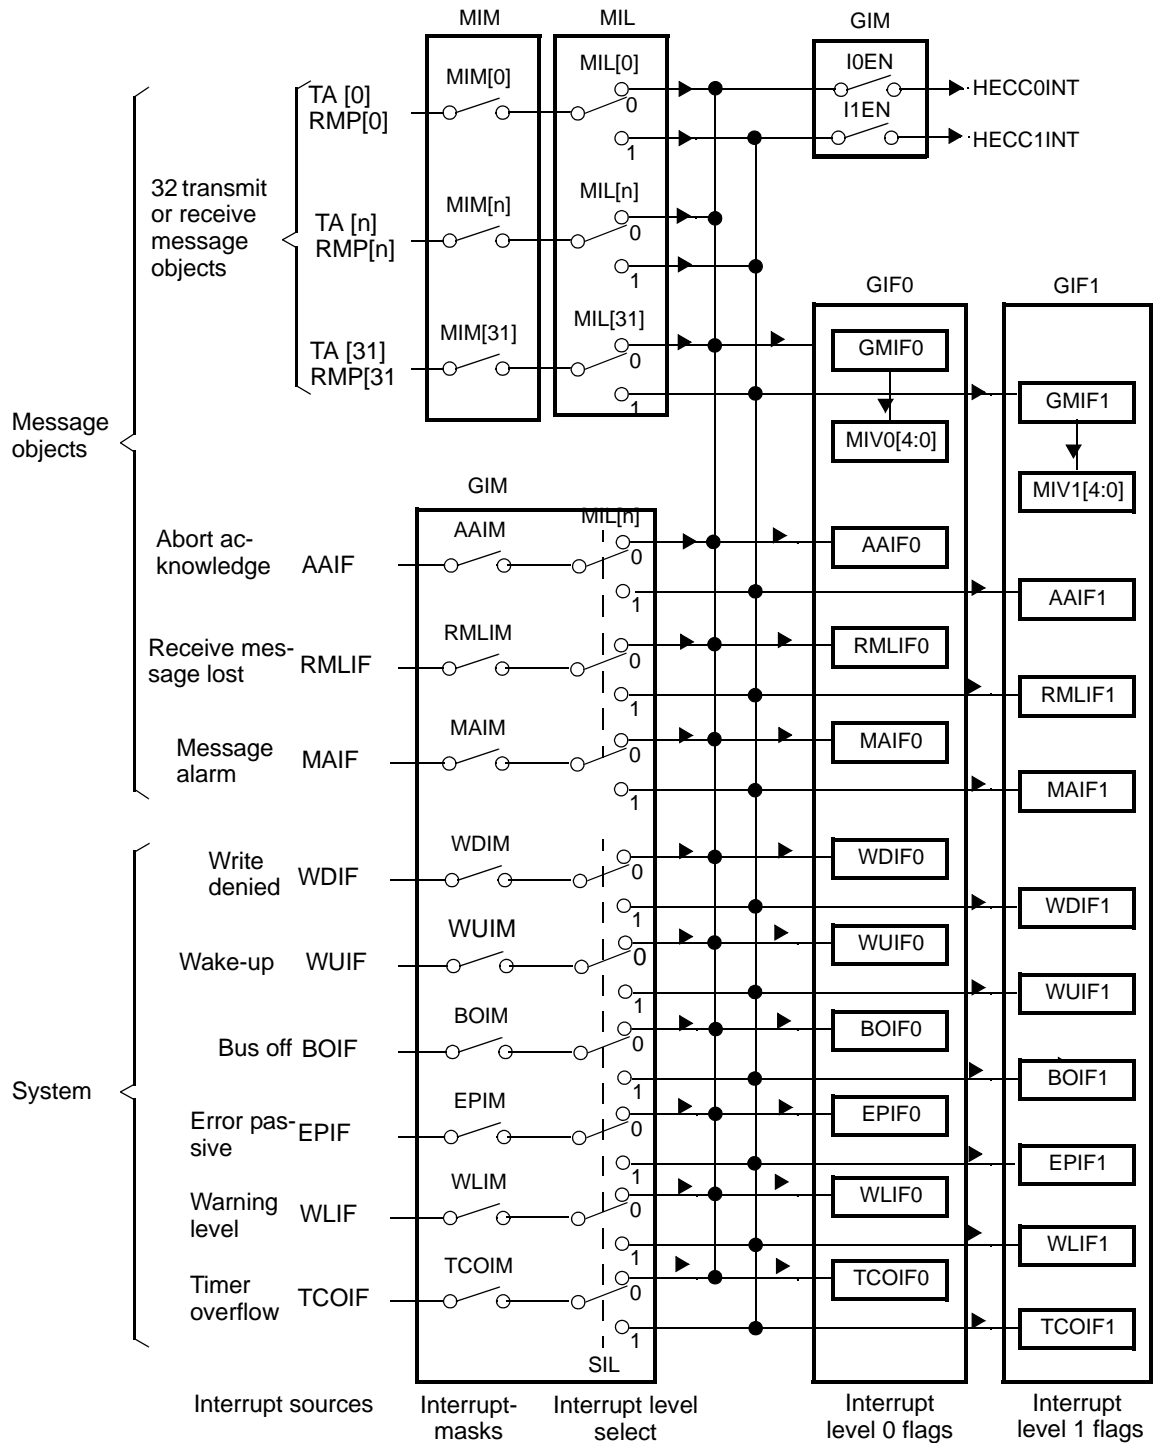 MIM
MIL
GIM
MIM[0]
MIL[0]
I0EN
HECC0INT
TA [0]
RMP[0]
0
I1EN
HECC1INT
1
32 transmit
or receive
message
objects
TA [n]
RMP[n]
MIM[n]
MIL[n]
0
1
GIF0
GIF1
TA [31]
RMP[31
MIM[31]
MIL[31]
0
1
GMIF0
GMIF1
MIV0[4:0]
MIV1[4:0]
Message
objects
GIM
MIL[n]
Abort ac-
knowledge
AAIF
AAIM
0
1
AAIF0
AAIF1
Receive mes-
sage lost
RMLIF
RMLIM
0
1
RMLIF0
RMLIF1
Message
alarm
MAIF
MAIM
0
1
MAIF0
MAIF1
System
Write
denied
WDIF
WDIM
0
1
WDIF0
WDIF1
Wake-up
WUIF
WUIM
0
1
WUIF0
WUIF1
Bus off
BOIF
BOIM
0
1
BOIF0
BOIF1
Error pas-
sive
EPIF
EPIM
0
1
EPIF0
EPIF1
Warning
level
WLIF
WLIM
0
1
WLIF0
WLIF1
Timer
overflow
TCOIF
TCOIM
0
1
TCOIF0
TCOIF1
SIL
Interrupt sources
Interrupt-
masks
Interrupt level
select
Interrupt
level 0 flags
Interrupt
level 1 flags